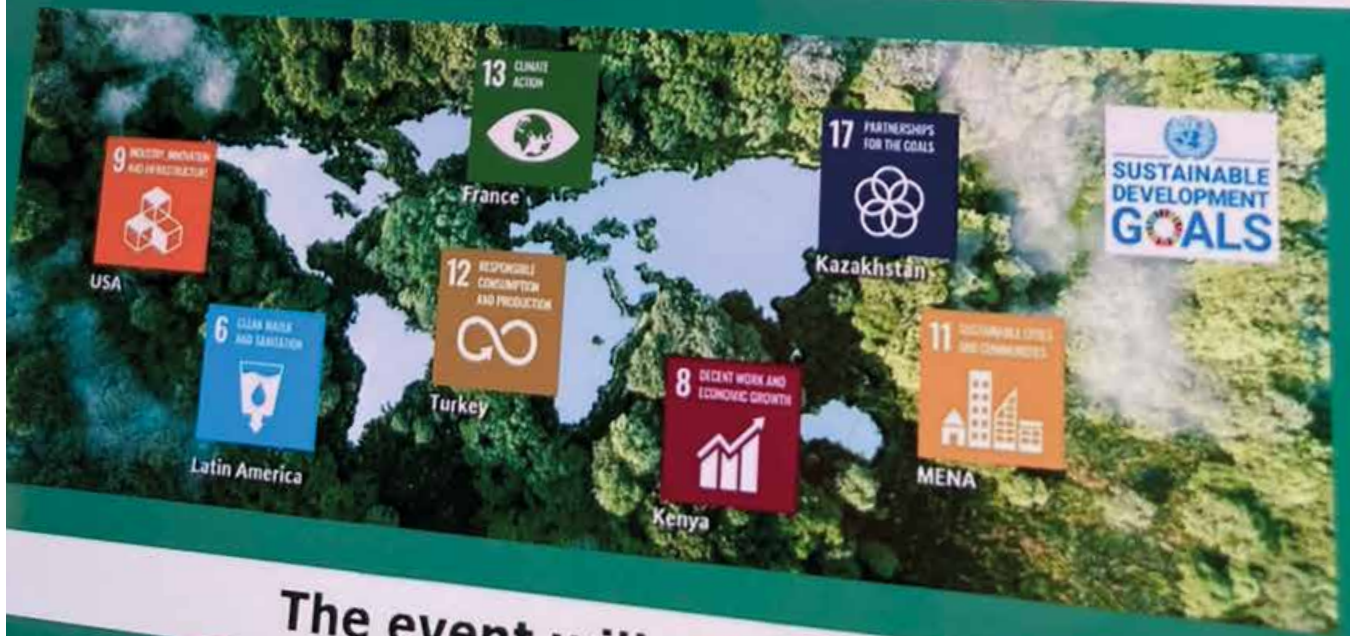 13 CLIMATE
ACTION
France
17 PARTNERSHIPS
FOR THE GOALS
Kazakhstan
SUSTAINABLE
DEVELOPMENT
GOALS
9 INDUSTRY, INNOVATION
AND INFRASTRUCTURE
USA
12 RESPONSIBLE
CONSUMPTION
AND PRODUCTION
Turkey
6 CLEAN WATER
AND SANITATION
Latin America
8 DECENT WORK AND
ECONOMIC GROWTH
Kenya
11 SUSTAINABLE CITIES
AND COMMUNITIES
MENA
The event